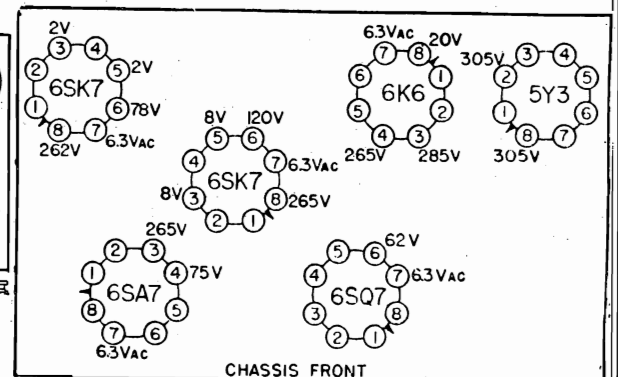 2V
3 4
2 5 2V
6SK7
1 6 78V
8 7
262V 6.3VAC
8V 120V
5 6
4 7 6.3VAC
6SK7
8V 3 8 265V
2 1
6.3VAC 20V
7 8
6 1
6K6
5 2
4 3
265V 285V
3 4
305V 2 5
5Y3
1 6
8 7
305V
265V
2 3
1 4 75V
6SA7
8 5
7 6
6.3VAC
5 6 62V
4 7 6.3VAC
6SQ7
3 8
2 1
CHASSIS FRONT